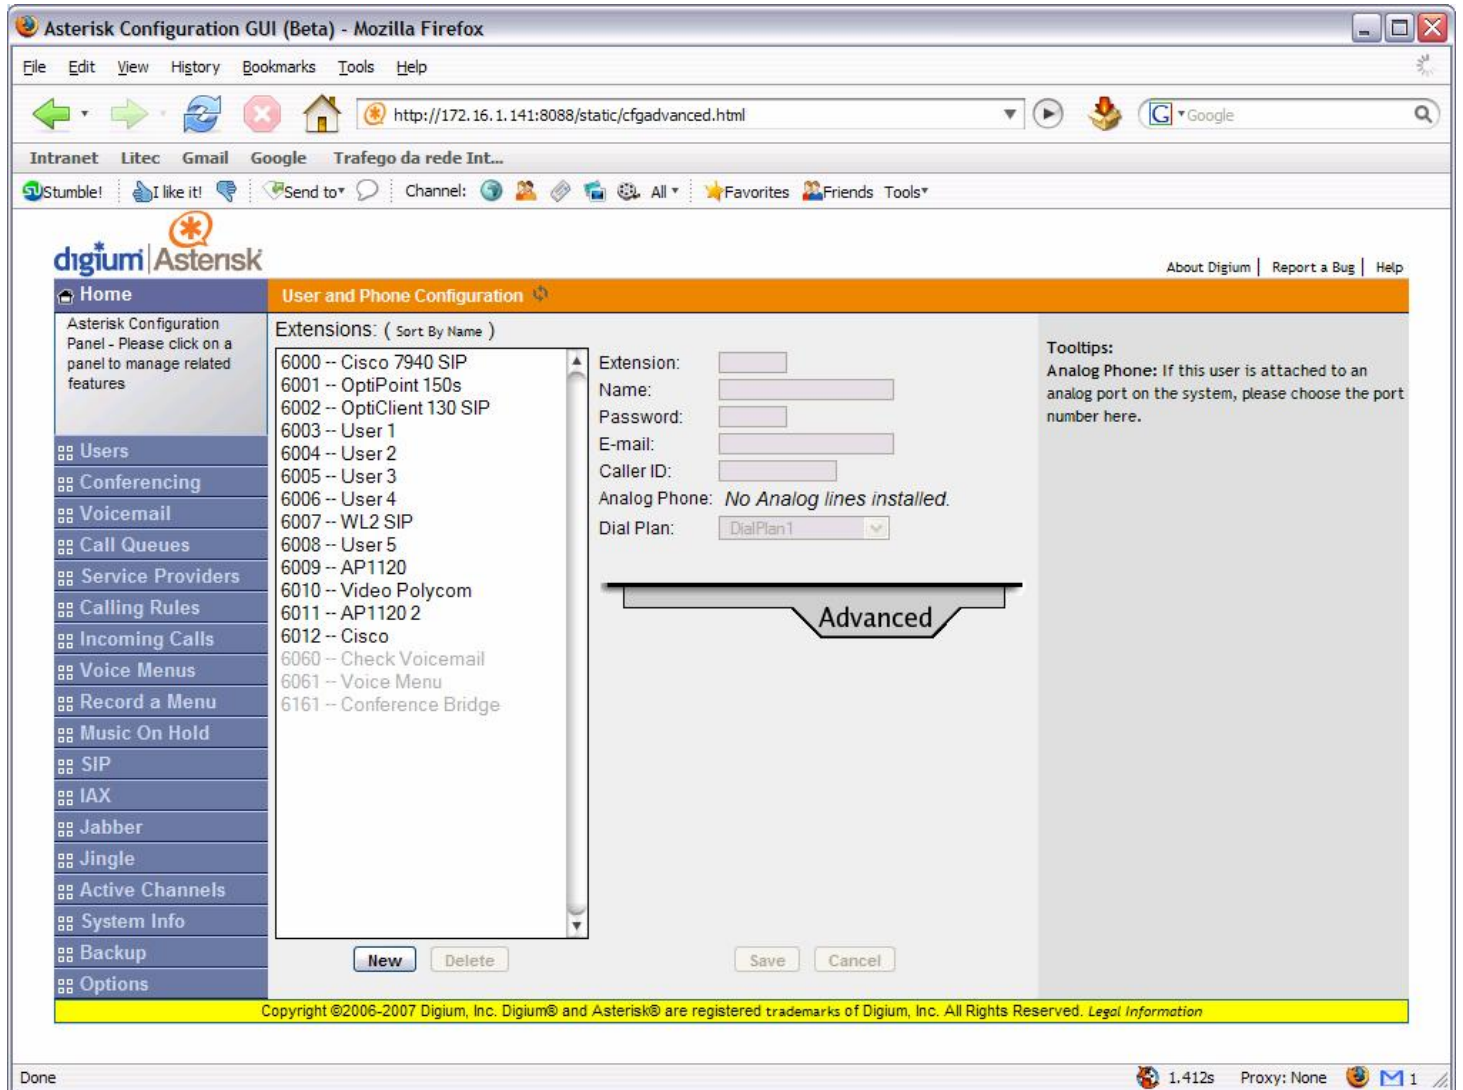 Asterisk Configuration GUI (Beta) - Mozilla Firefox
File Edit View History Bookmarks Tools Help
http://172.16.1.141:8088/static/cfgadvanced.html
G Google
Intranet Litec Gmail Google Trafego da rede Int...
Stumble! I like it! Send to Channel: All Favorites Friends Tools
digium Asterisk
About Digium | Report a Bug | Help
Home
User and Phone Configuration
Asterisk Configuration
Panel - Please click on a
panel to manage related
features
Users
Conferencing
Voicemail
Call Queues
Service Providers
Calling Rules
Incoming Calls
Voice Menus
Record a Menu
Music On Hold
SIP
IAX
Jabber
Jingle
Active Channels
System Info
Backup
Options
Extensions: ( Sort By Name )
6000 -- Cisco 7940 SIP
6001 -- OptiPoint 150s
6002 -- OptiClient 130 SIP
6003 -- User 1
6004 -- User 2
6005 -- User 3
6006 -- User 4
6007 -- WL2 SIP
6008 -- User 5
6009 -- AP1120
6010 -- Video Polycom
6011 -- AP1120 2
6012 -- Cisco
6060 -- Check Voicemail
6061 -- Voice Menu
6161 -- Conference Bridge
New Delete
Extension:
Name:
Password:
E-mail:
Caller ID:
Analog Phone: No Analog lines installed.
Dial Plan: DialPlan1
Advanced
Save Cancel
Tooltips:
Analog Phone: If this user is attached to an
analog port on the system, please choose the port
number here.
Copyright ©2006-2007 Digium, Inc. Digium® and Asterisk® are registered trademarks of Digium, Inc. All Rights Reserved. Legal Information
Done
1.412s Proxy: None 1